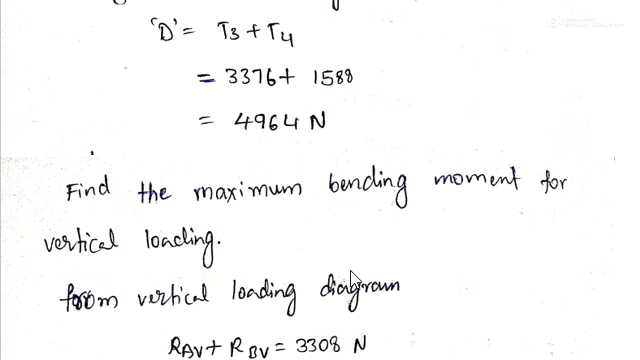 'D' = T3 + T4
= 3376 + 1588
= 4964 N
Find the maximum bending moment for
vertical loading.
from vertical loading diagram
RAV + RBV = 3308 N